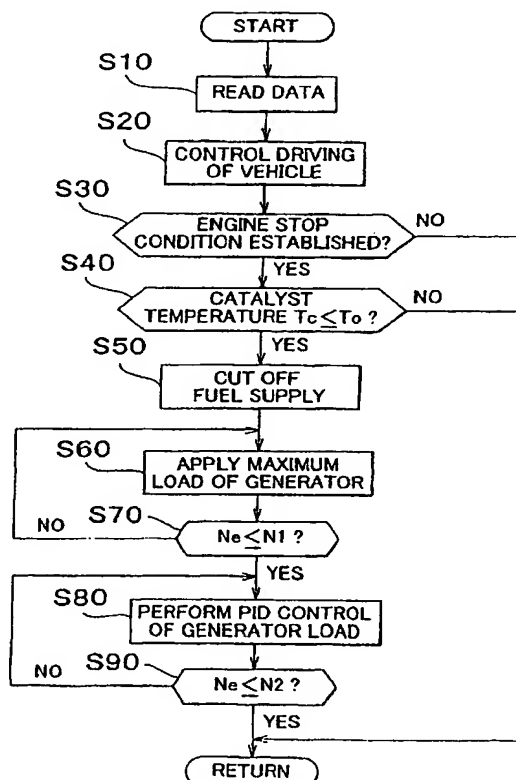 START
S10
READ DATA
S20
CONTROL DRIVING
OF VEHICLE
S30
ENGINE STOP
CONDITION ESTABLISHED?
NO
YES
S40
CATALYST
TEMPERATURE Tc≦To ?
NO
YES
S50
CUT OFF
FUEL SUPPLY
S60
APPLY MAXIMUM
LOAD OF GENERATOR
S70
NO
Ne≦N1 ?
YES
S80
PERFORM PID CONTROL
OF GENERATOR LOAD
S90
NO
Ne≦N2 ?
YES
RETURN